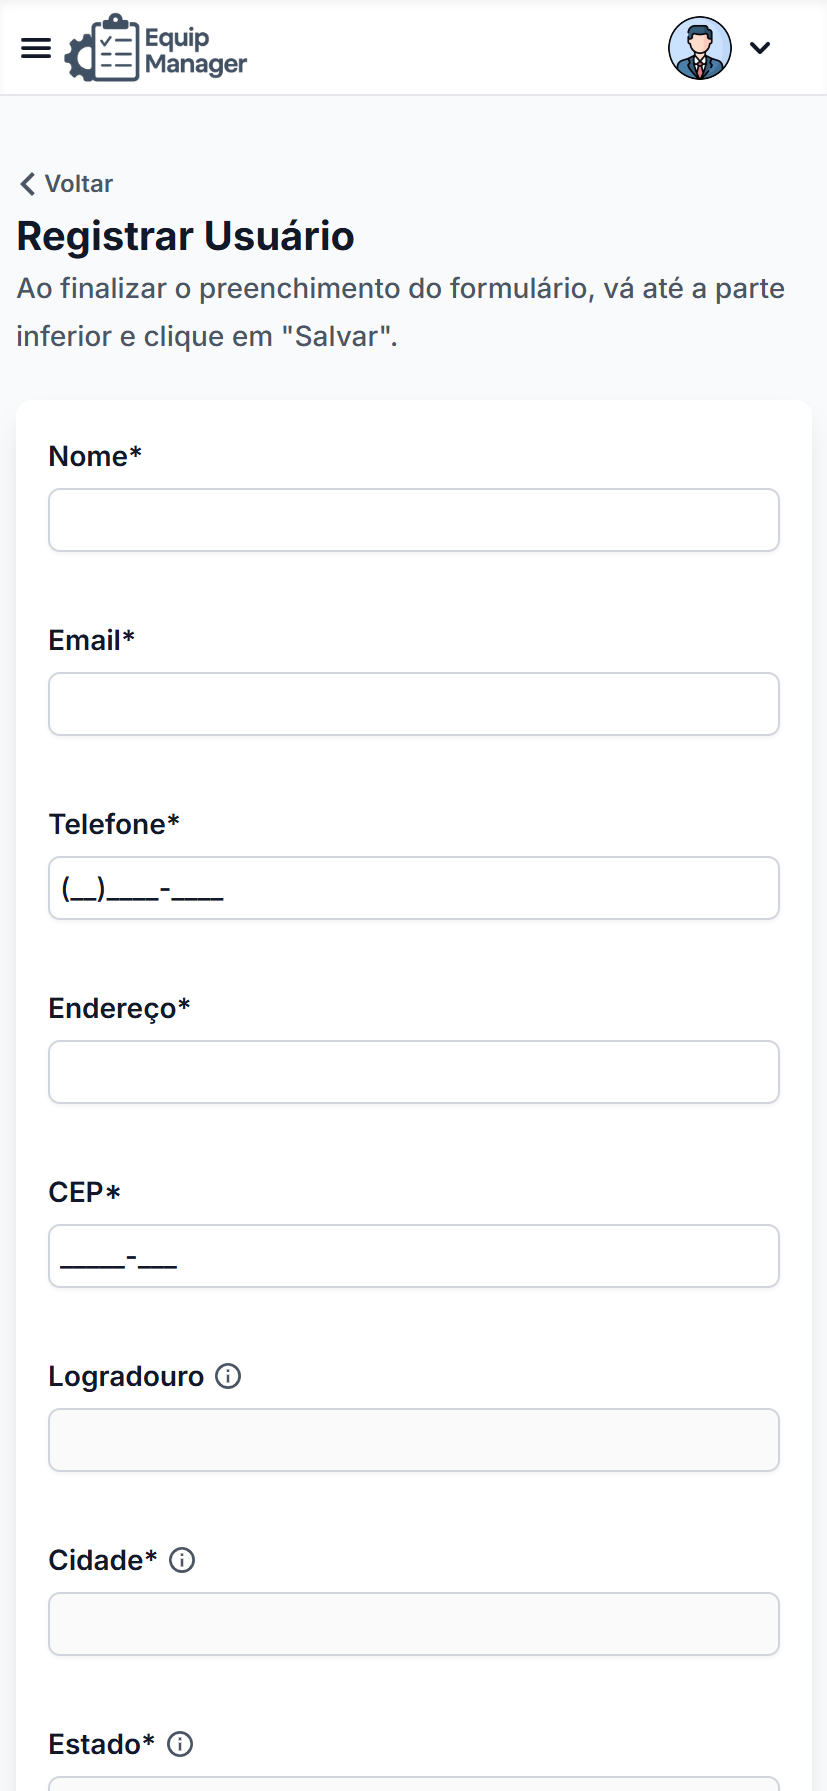 Equip
Manager
Voltar
Registrar Usuário
Ao finalizar o preenchimento do formulário, vá até a parte
inferior e clique em "Salvar".
Nome*
Email*
Telefone*
(__)____-____
Endereço*
CEP*
_____-___
Logradouro
Cidade*
Estado*